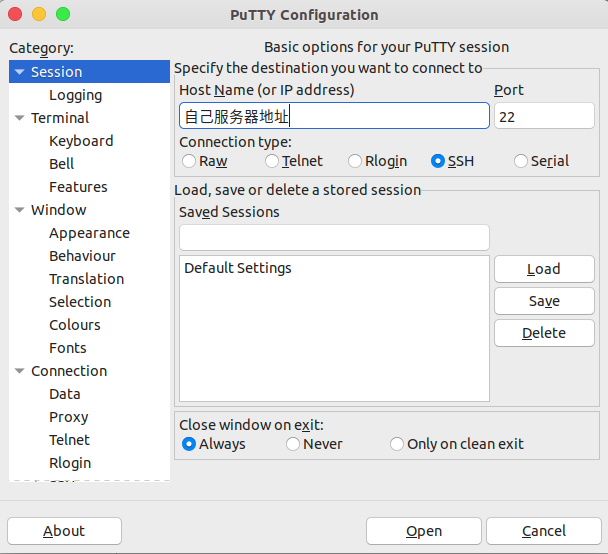 PuTTY Configuration
Category:
Session
Logging
Terminal
Keyboard
Bell
Features
Window
Appearance
Behaviour
Translation
Selection
Colours
Fonts
Connection
Data
Proxy
Telnet
Rlogin
Basic options for your PuTTY session
Specify the destination you want to connect to
Host Name (or IP address) Port
自己服务器地址 22
Connection type:
Raw Telnet Rlogin SSH Serial
Load, save or delete a stored session
Saved Sessions
Default Settings
Load
Save
Delete
Close window on exit:
Always Never Only on clean exit
About Open Cancel